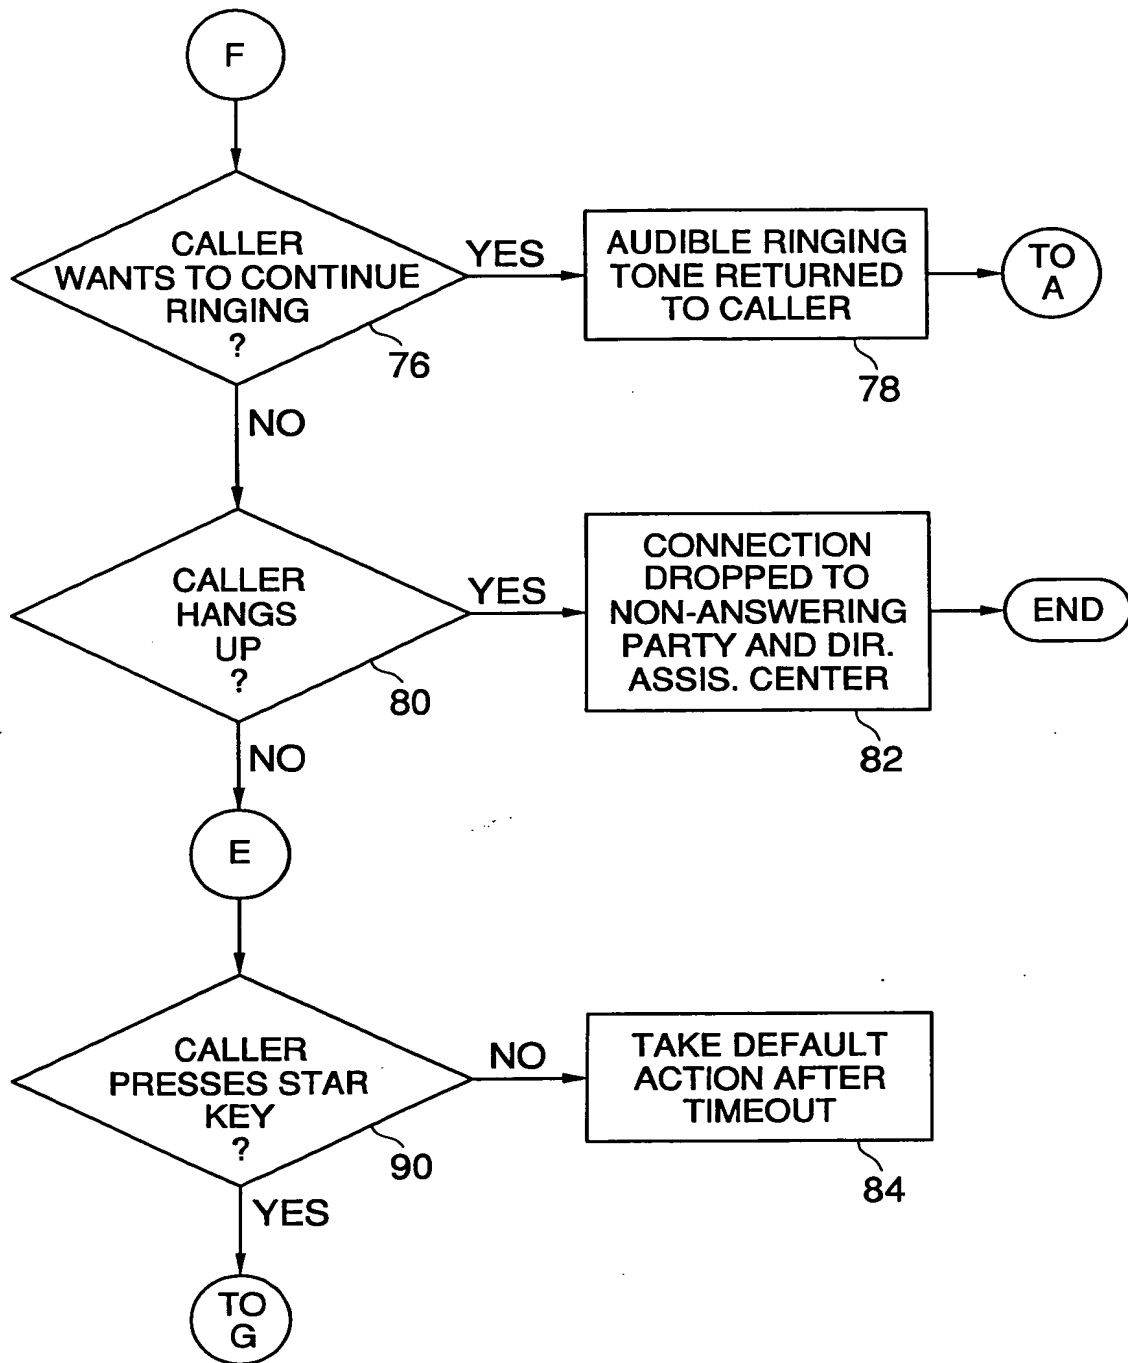 F
CALLER
WANTS TO CONTINUE
RINGING
?
76
YES
AUDIBLE RINGING
TONE RETURNED
TO CALLER
78
TO
A
NO
CALLER
HANGS
UP
?
80
YES
CONNECTION
DROPPED TO
NON-ANSWERING
PARTY AND DIR.
ASSIS. CENTER
82
END
NO
E
CALLER
PRESSES STAR
KEY
?
90
NO
TAKE DEFAULT
ACTION AFTER
TIMEOUT
84
YES
TO
G